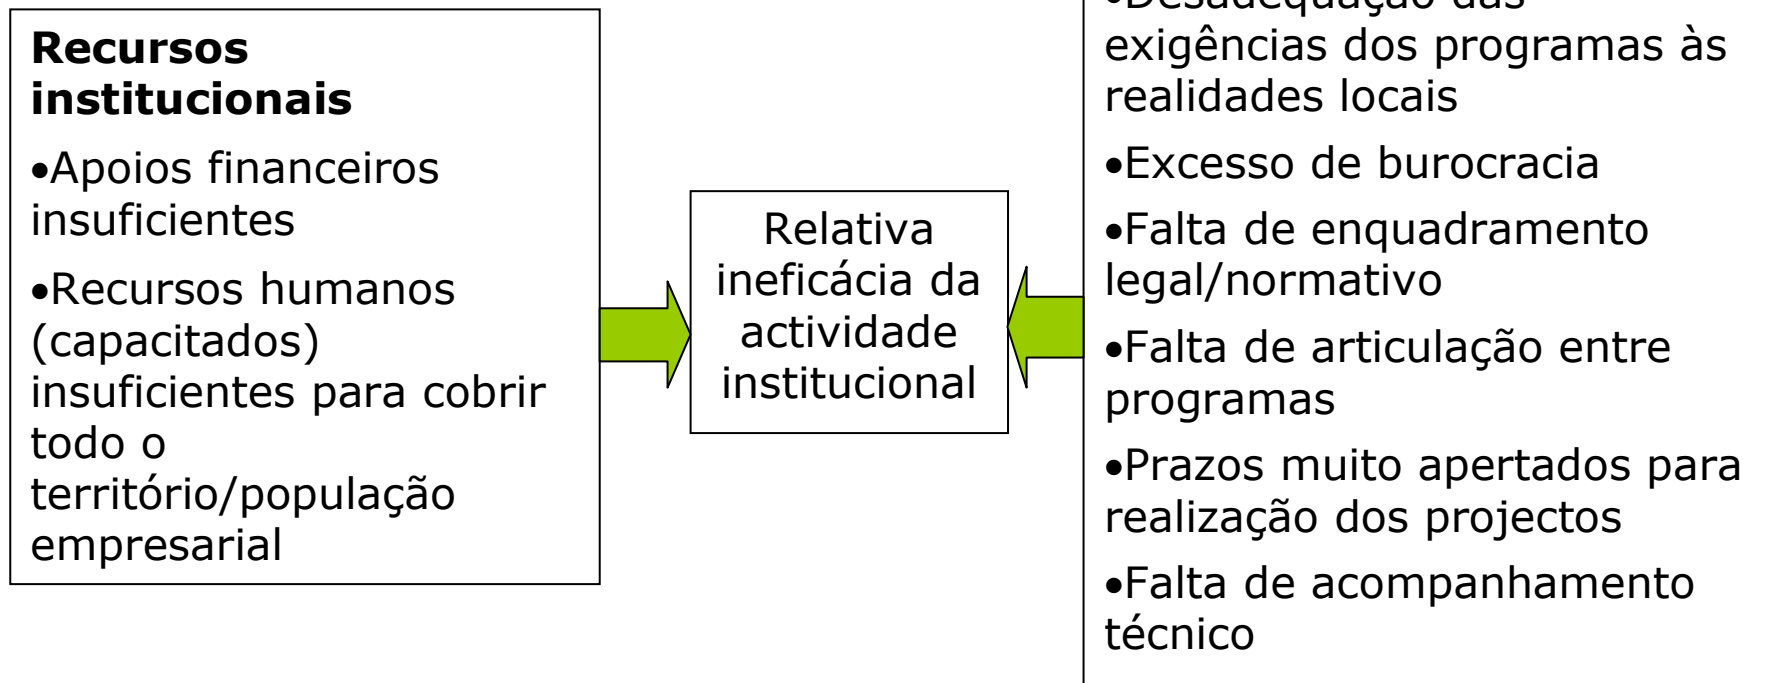 Recursos
institucionais
•Apoios financeiros
insuficientes
•Recursos humanos
(capacitados)
insuficientes para cobrir
todo o
território/população
empresarial
Relativa
ineficácia da
actividade
institucional
•Desadequação das
exigências dos programas às
realidades locais
•Excesso de burocracia
•Falta de enquadramento
legal/normativo
•Falta de articulação entre
programas
•Prazos muito apertados para
realização dos projectos
•Falta de acompanhamento
técnico